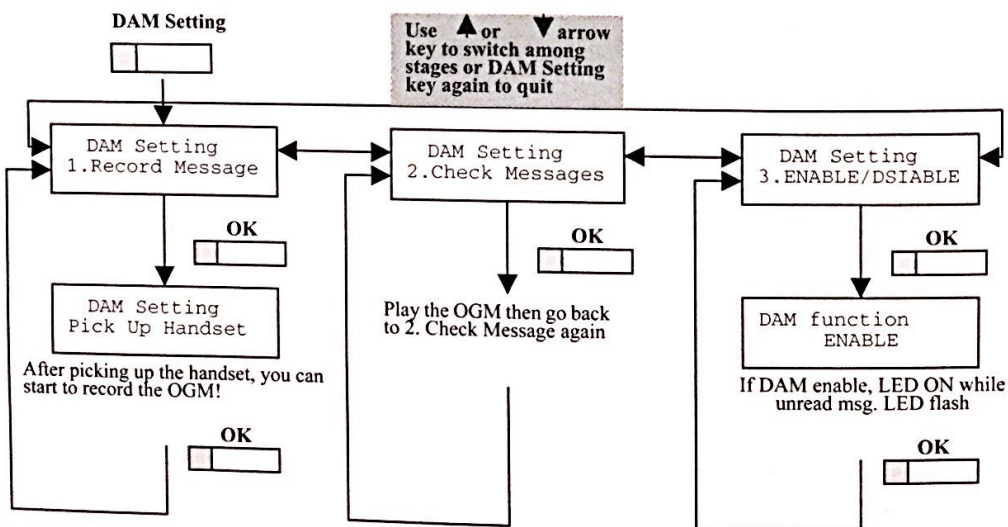 DAM Setting
Use or arrow
key to switch among
stages or DAM Setting
key again to quit
DAM Setting
1.Record Message
DAM Setting
2.Check Messages
DAM Setting
3.ENABLE/DSIABLE
OK
OK
OK
DAM Setting
Pick Up Handset
Play the OGM then go back
to 2. Check Message again
DAM function
ENABLE
After picking up the handset, you can
start to record the OGM!
If DAM enable, LED ON while
unread msg. LED flash
OK
OK